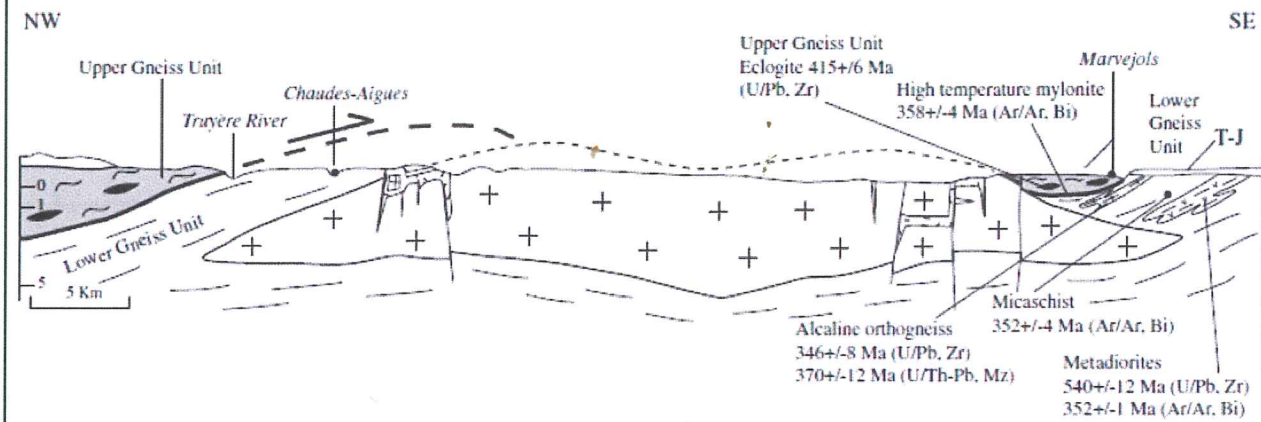 NW
SE
Upper Gneiss Unit
Truyère River
Chaudes-Aigues
Upper Gneiss Unit
Eclogite 415+/6 Ma
(U/Pb, Zr)
High temperature mylonite
358+/-4 Ma (Ar/Ar, Bi)
Marvejols
Lower
Gneiss
Unit
T-J
0
1
5
5 Km
Lower Gneiss Unit
Alcaline orthogneiss
346+/-8 Ma (U/Pb, Zr)
370+/-12 Ma (U/Th-Pb, Mz)
Micaschist
352+/-4 Ma (Ar/Ar, Bi)
Metadiorites
540+/-12 Ma (U/Pb, Zr)
352+/-1 Ma (Ar/Ar, Bi)